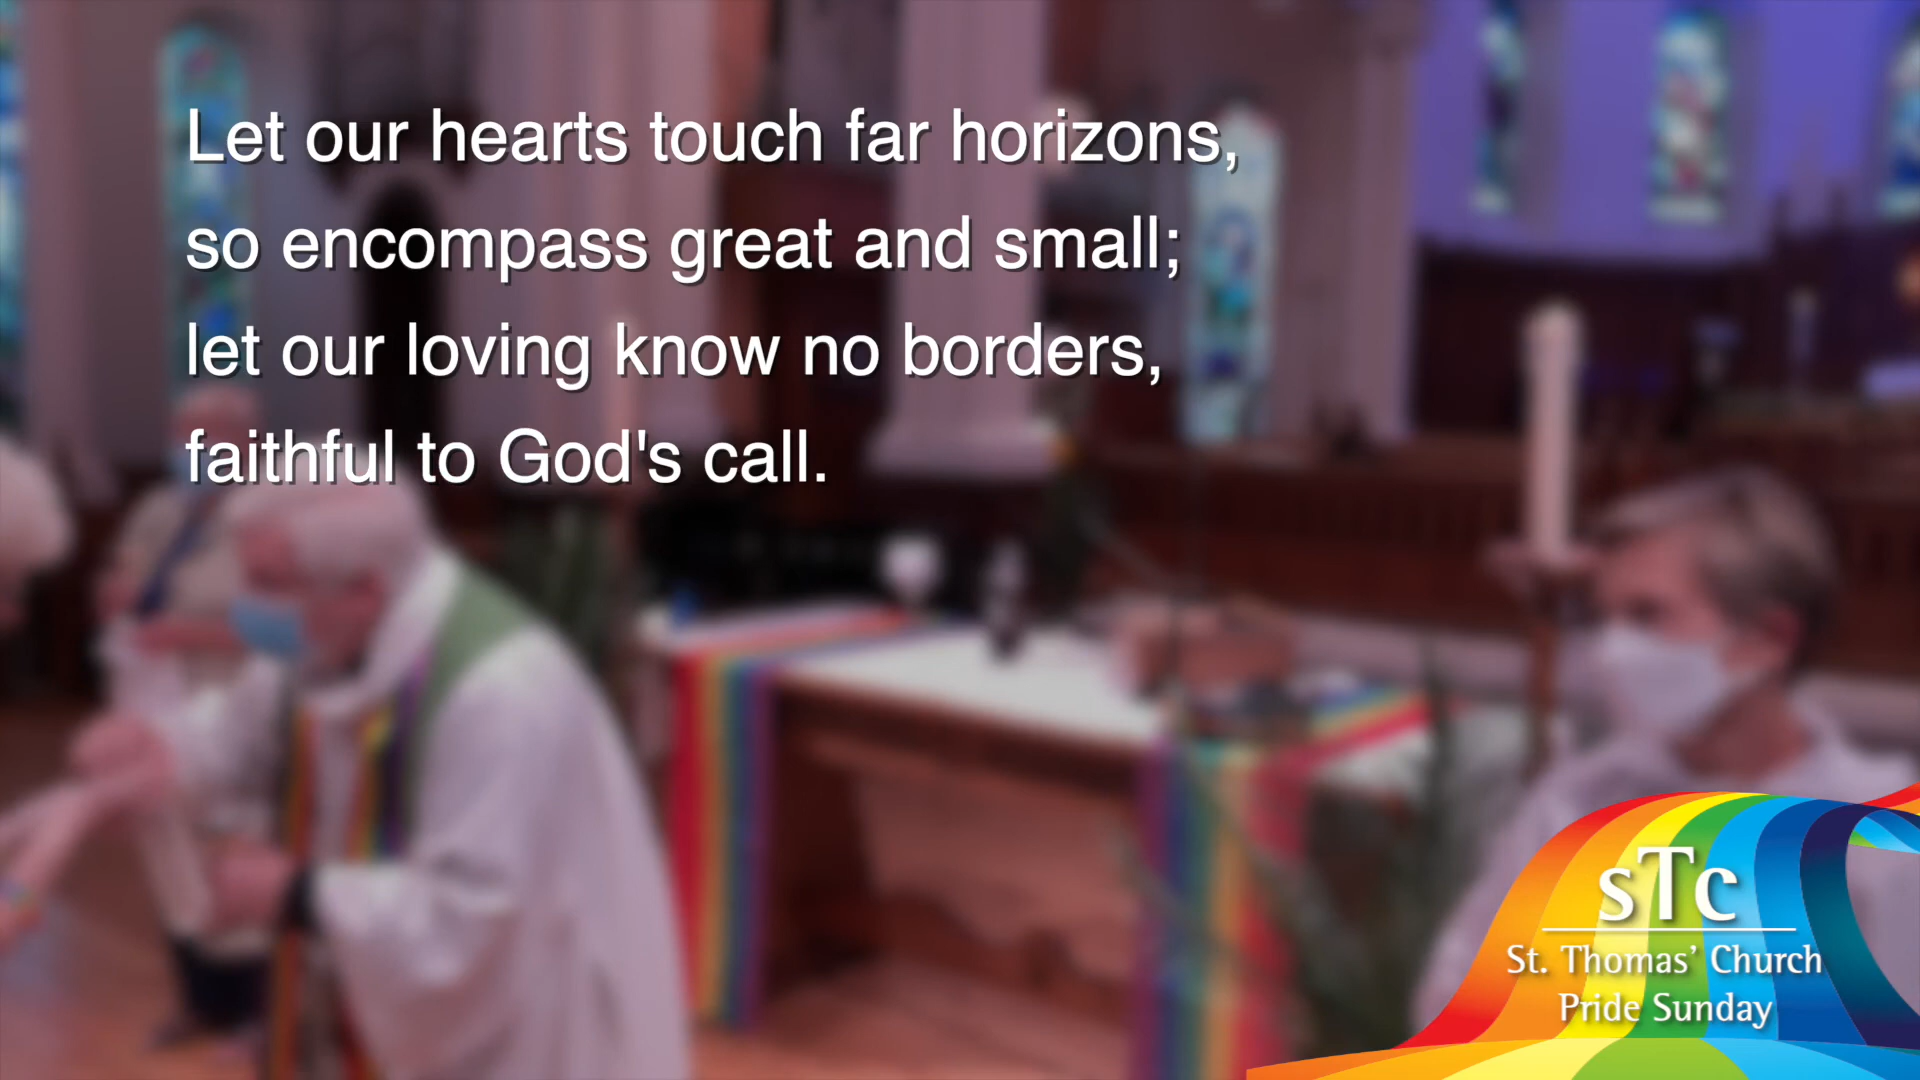 Let our hearts touch far horizons,
so encompass great and small;
let our loving know no borders,
faithful to God's call.
sTc
St. Thomas’ Church
Pride Sunday